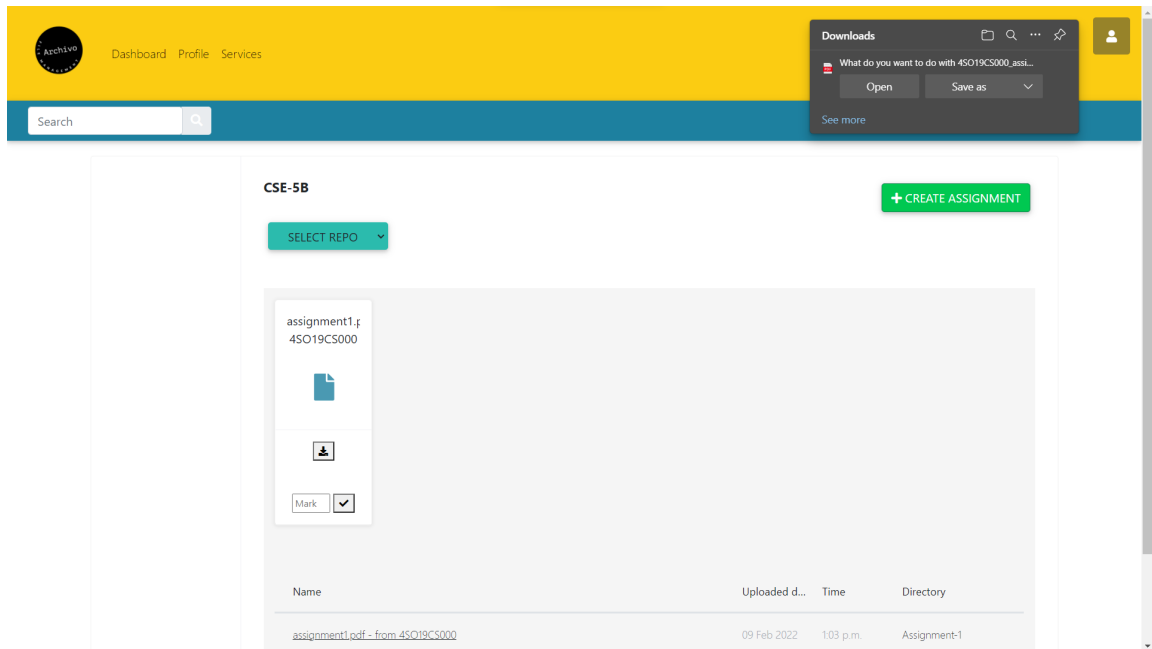 Archivo
Dashboard Profile Services
Downloads
What do you want to do with 4SO19CS000_assi...
Open Save as
See more
Search
CSE-5B
CREATE ASSIGNMENT
SELECT REPO
assignment1.p
4SO19CS000
Mark
Name Uploaded d... Time Directory
assignment1.pdf - from 4SO19CS000 09 Feb 2022 1:03 p.m. Assignment-1